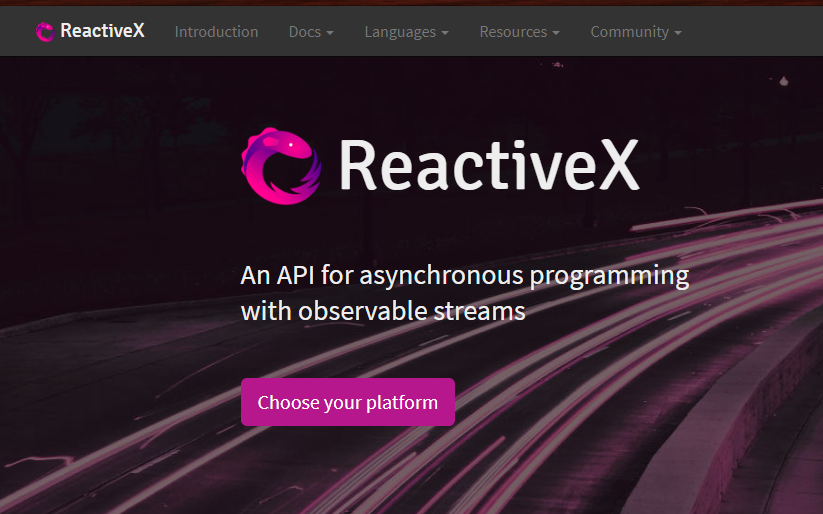 ReactiveX Introduction Docs Languages Resources Community
ReactiveX
An API for asynchronous programming
with observable streams
Choose your platform